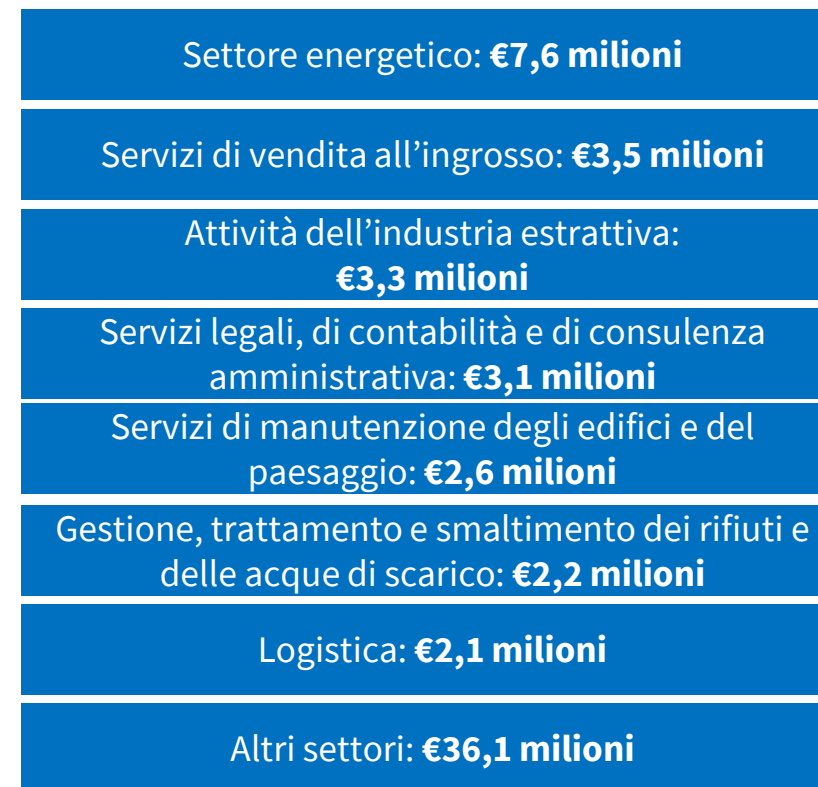 Settore energetico: €7,6 milioni
Servizi di vendita all’ingrosso: €3,5 milioni
Attività dell’industria estrattiva:
€3,3 milioni
Servizi legali, di contabilità e di consulenza
amministrativa: €3,1 milioni
Servizi di manutenzione degli edifici e del
paesaggio: €2,6 milioni
Gestione, trattamento e smaltimento dei rifiuti e
delle acque di scarico: €2,2 milioni
Logistica: €2,1 milioni
Altri settori: €36,1 milioni